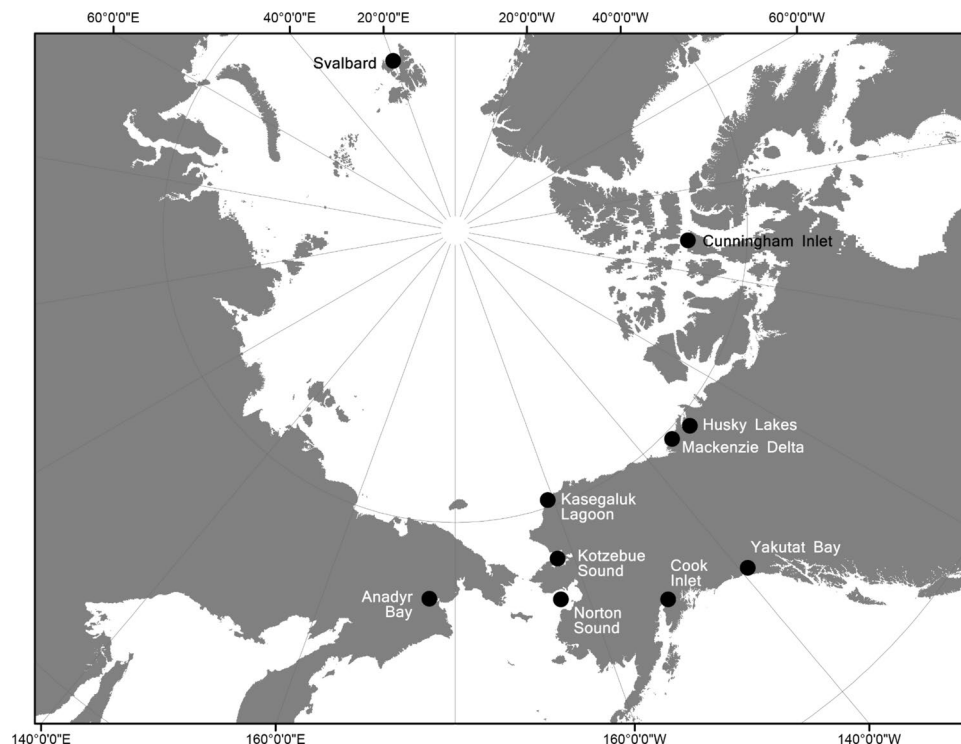 60°0'0"E 40°0'0"E 20°0'0"E 20°0'0"W 40°0'0"W 60°0'0"W
Svalbard
Cunningham Inlet
Husky Lakes
Mackenzie Delta
Kasegaluk
Lagoon
Kotzebue
Sound
Yakutat Bay
Cook
Inlet
Anadyr
Bay
Norton
Sound
140°0'0"E 160°0'0"E 160°0'0"W 140°0'0"W